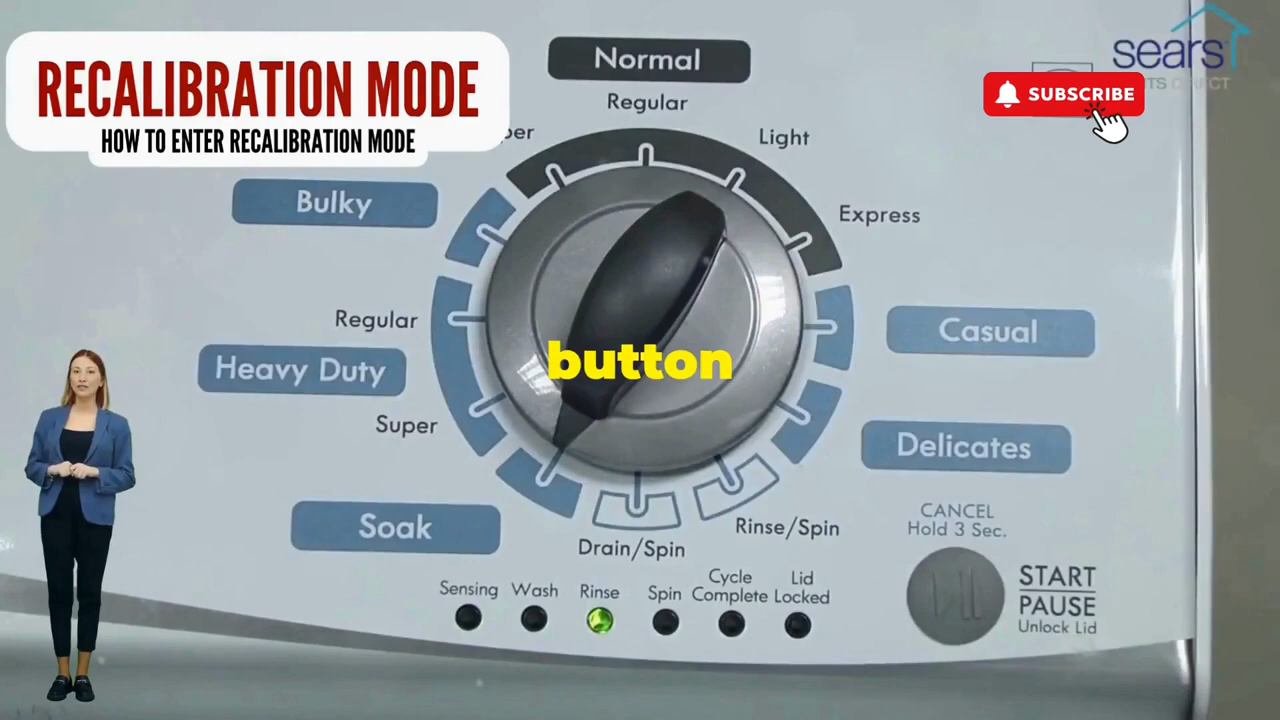 RECALIBRATION MODE
HOW TO ENTER RECALIBRATION MODE
sears
DIRECT
SUBSCRIBE
Normal
Regular
Light
Express
Bulky
Regular
Heavy Duty
Super
Soak
Casual
Delicates
button
Rinse/Spin
Drain/Spin
CANCEL
Hold 3 Sec.
START
PAUSE
Unlock Lid
Sensing
Wash
Rinse
Spin
Cycle
Complete
Lid
Locked